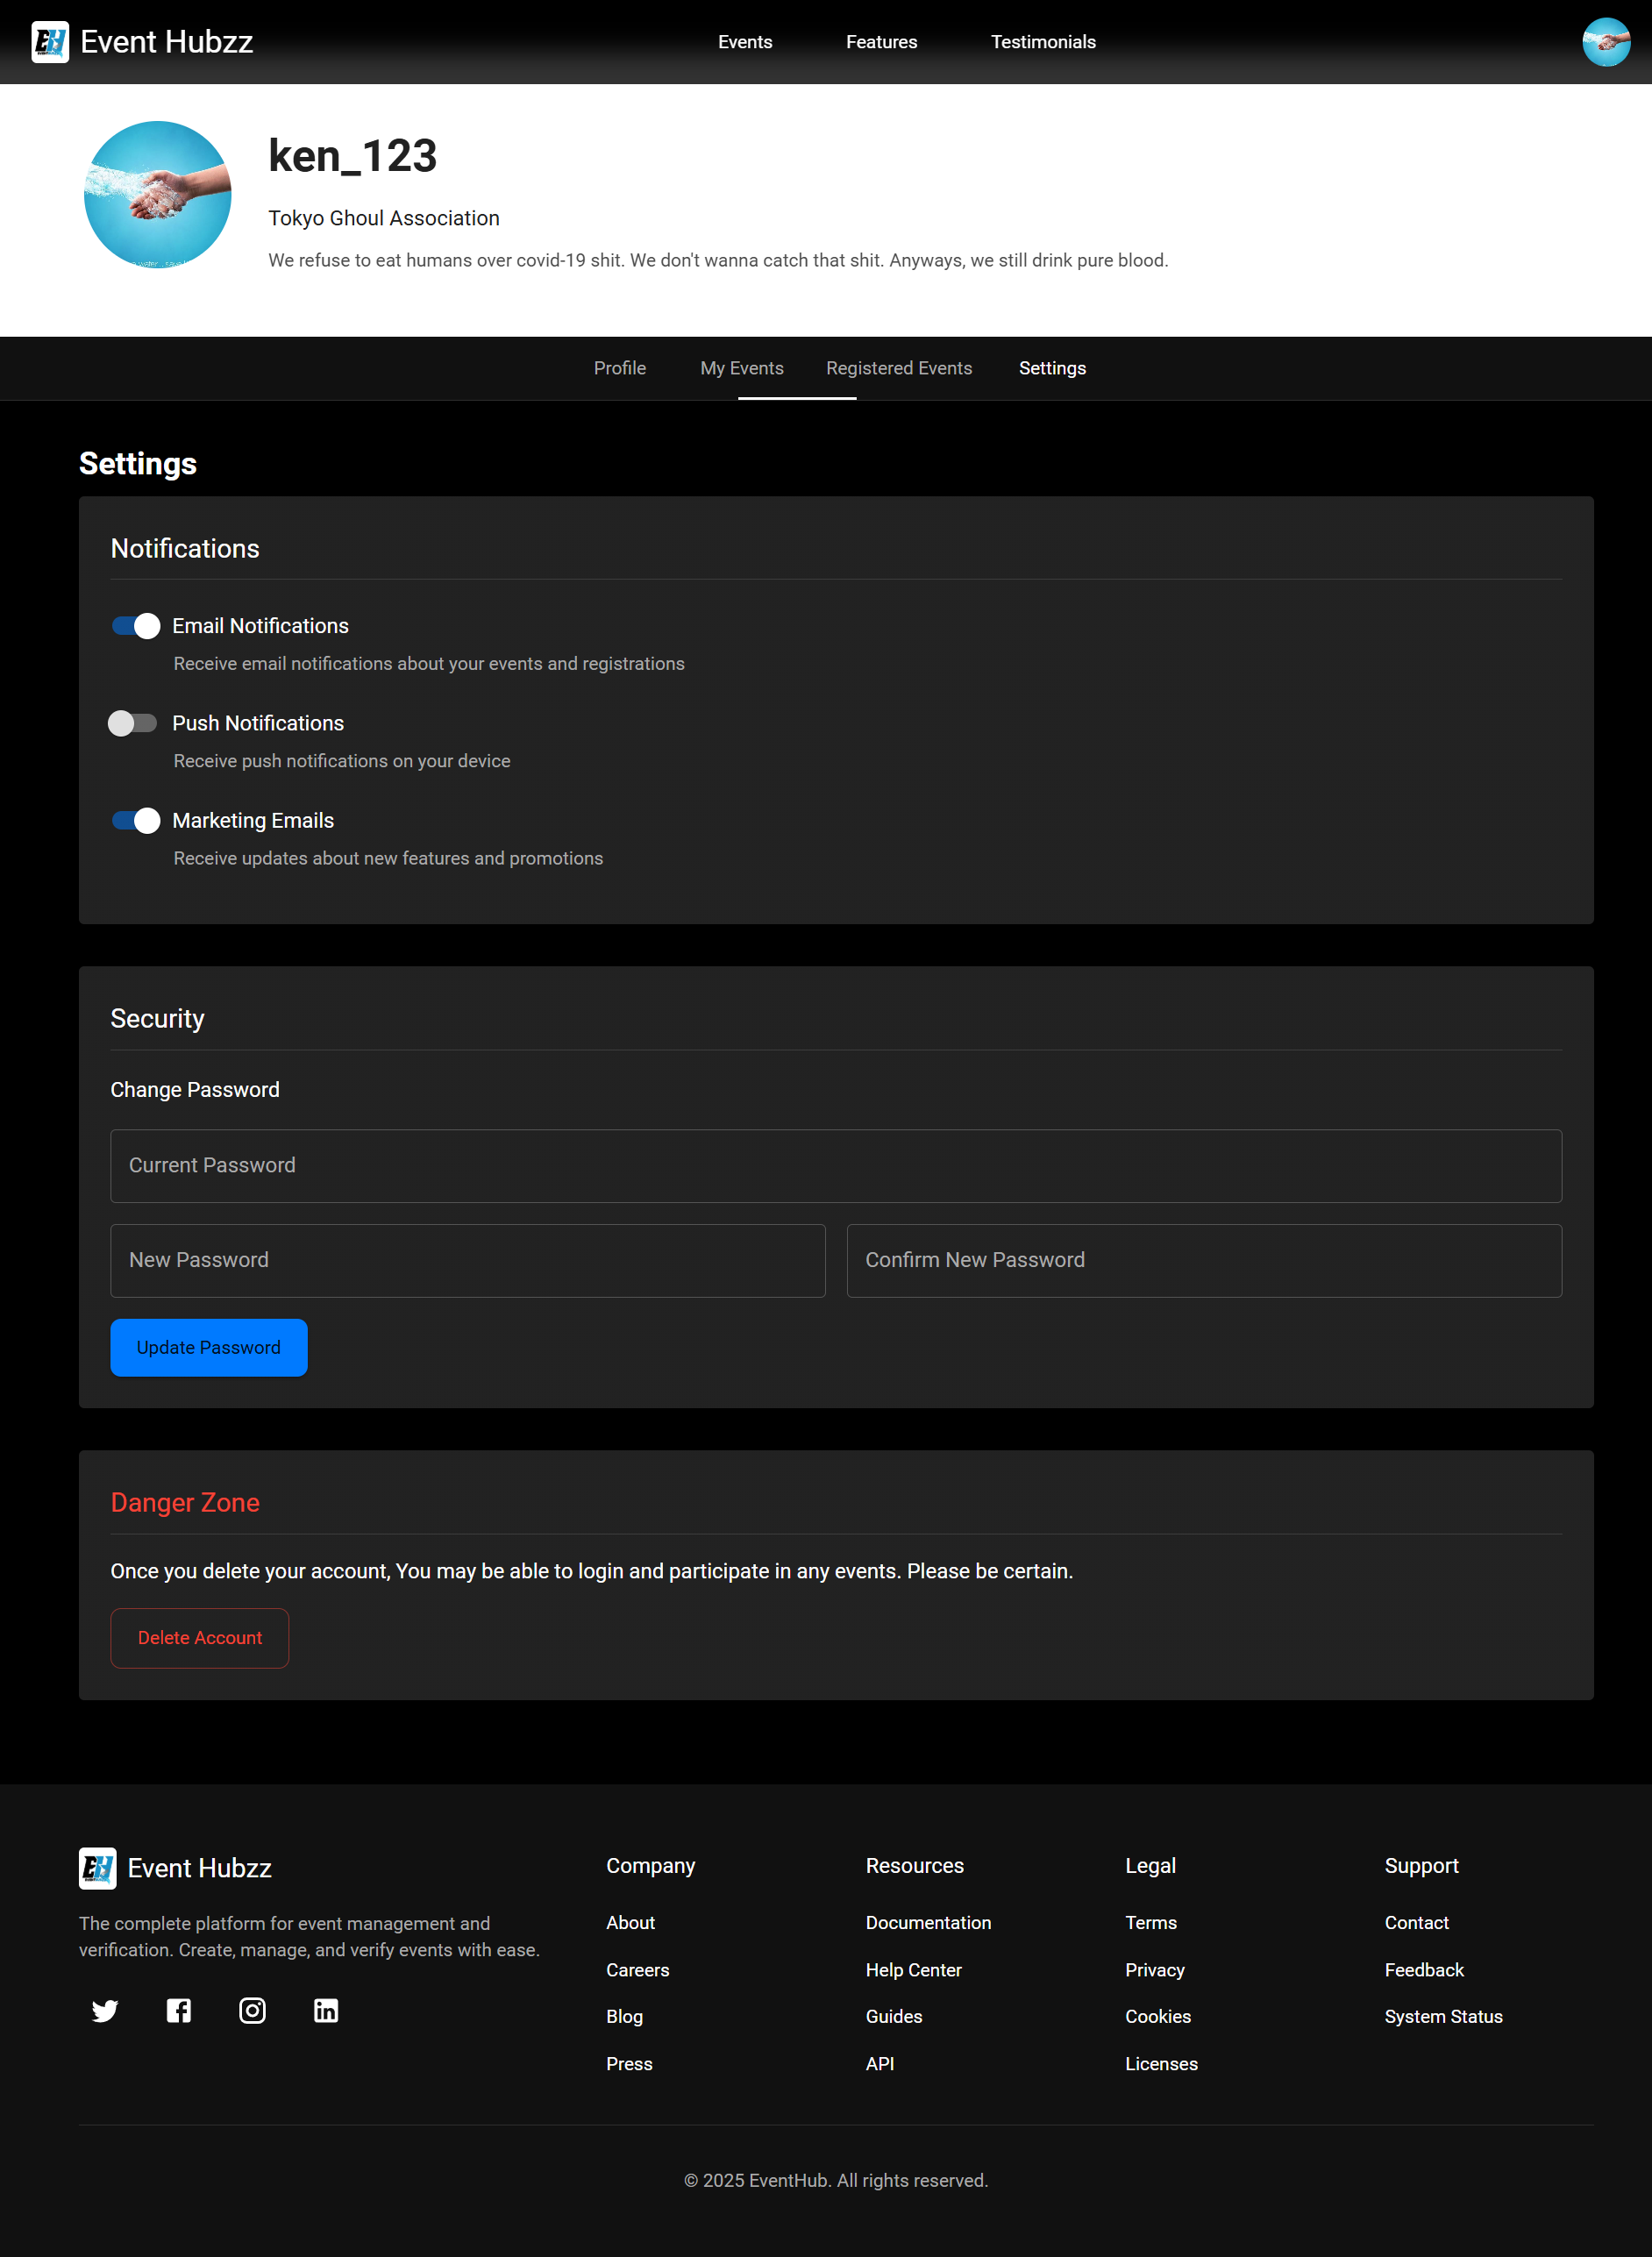 Event Hubzz
Events
Features
Testimonials
ken_123
Tokyo Ghoul Association
We refuse to eat humans over covid-19 shit. We don't wanna catch that shit. Anyways, we still drink pure blood.
Profile
My Events
Registered Events
Settings
Settings
Notifications
Email Notifications
Receive email notifications about your events and registrations
Push Notifications
Receive push notifications on your device
Marketing Emails
Receive updates about new features and promotions
Security
Change Password
Current Password
New Password
Confirm New Password
Update Password
Danger Zone
Once you delete your account, You may be able to login and participate in any events. Please be certain.
Delete Account
EH Event Hubzz
The complete platform for event management and
verification. Create, manage, and verify events with ease.
Company
About
Careers
Blog
Press
Resources
Documentation
Help Center
Guides
API
Legal
Terms
Privacy
Cookies
Licenses
Support
Contact
Feedback
System Status
© 2025 EventHub. All rights reserved.